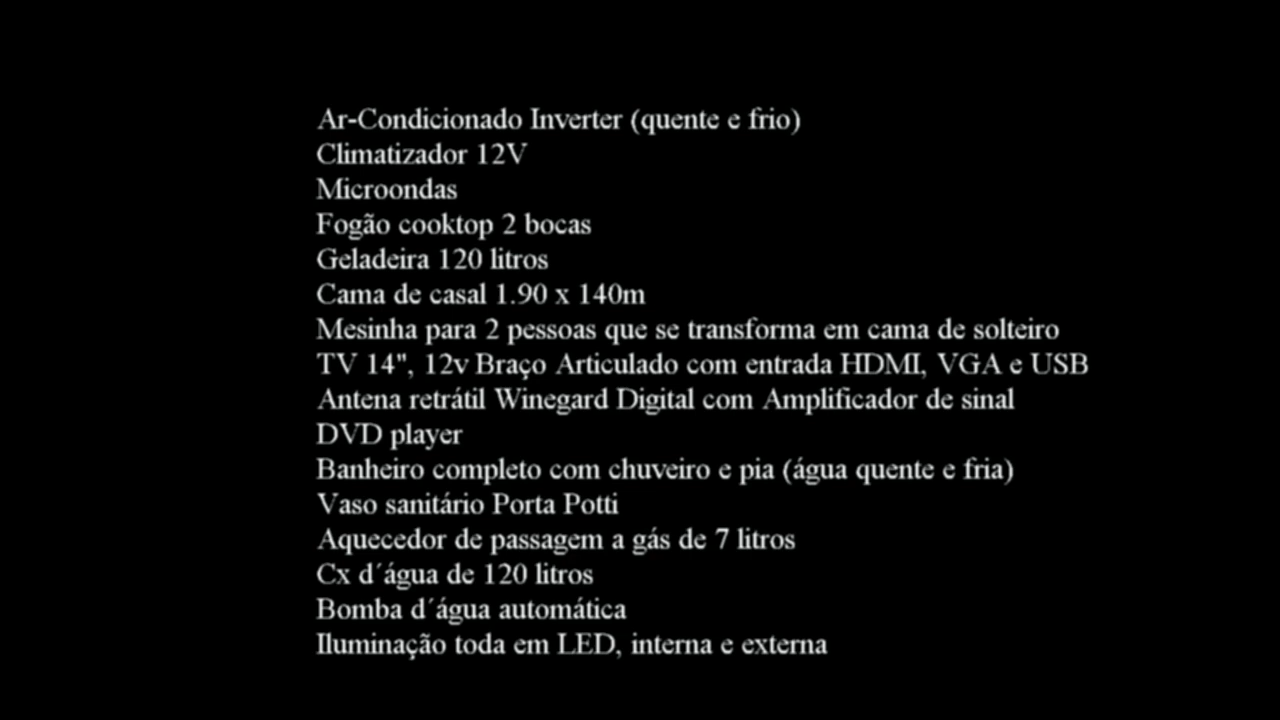 Ar-Condicionado Inverter (quente e frio)
Climatizador 12V
Microondas
Fogão cooktop 2 bocas
Geladeira 120 litros
Cama de casal 1.90 x 140m
Mesinha para 2 pessoas que se transforma em cama de solteiro
TV 14", 12v Braço Articulado com entrada HDMI, VGA e USB
Antena retrátil Winegard Digital com Amplificador de sinal
DVD player
Banheiro completo com chuveiro e pia (água quente e fria)
Vaso sanitário Porta Potti
Aquecedor de passagem a gás de 7 litros
Cx d´água de 120 litros
Bomba d´água automática
Iluminação toda em LED, interna e externa